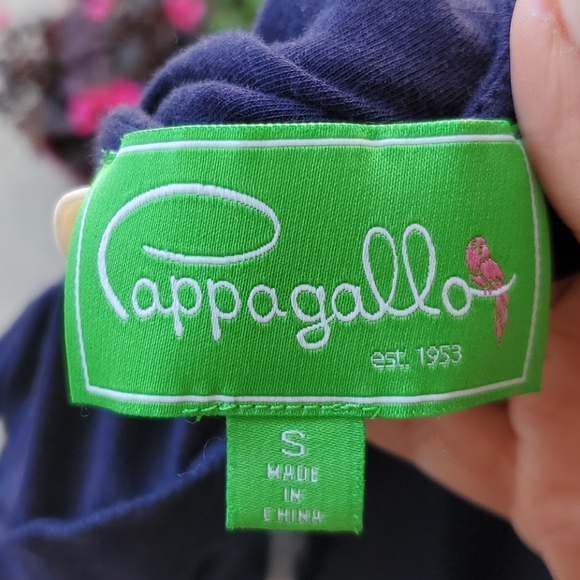 Pappagallo
est. 1953
S
MADE
IN
CHINA